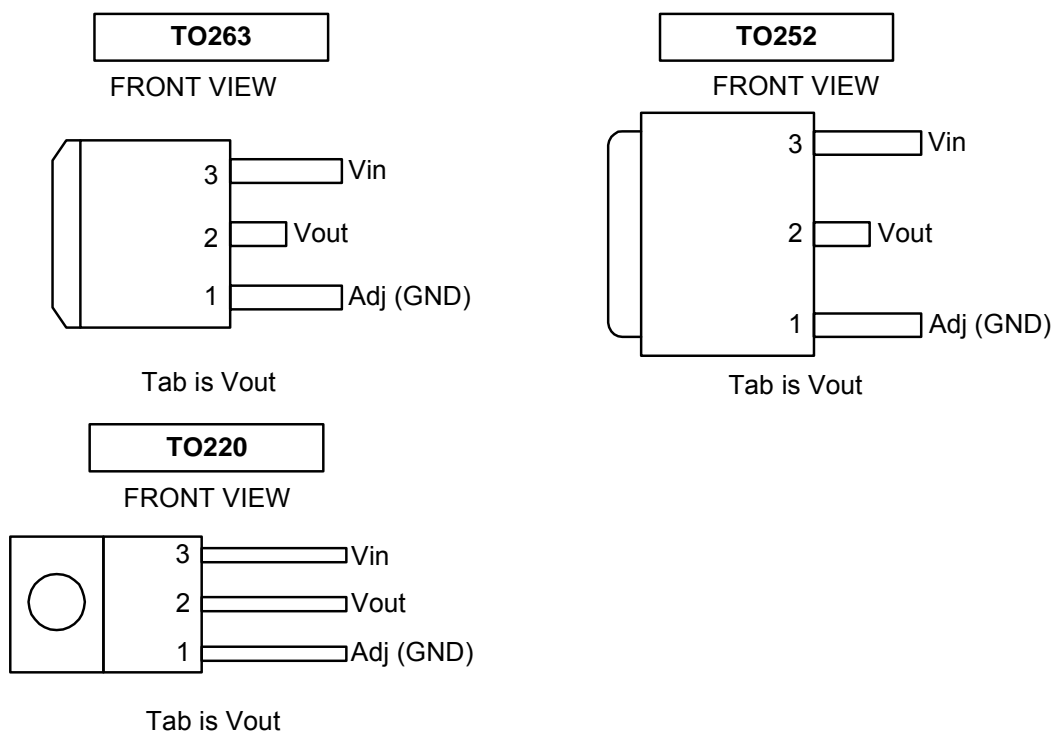 TO263
FRONT VIEW
3 Vin
2 Vout
1 Adj (GND)
Tab is Vout
TO252
FRONT VIEW
3 Vin
2 Vout
1 Adj (GND)
Tab is Vout
TO220
FRONT VIEW
3 Vin
2 Vout
1 Adj (GND)
Tab is Vout